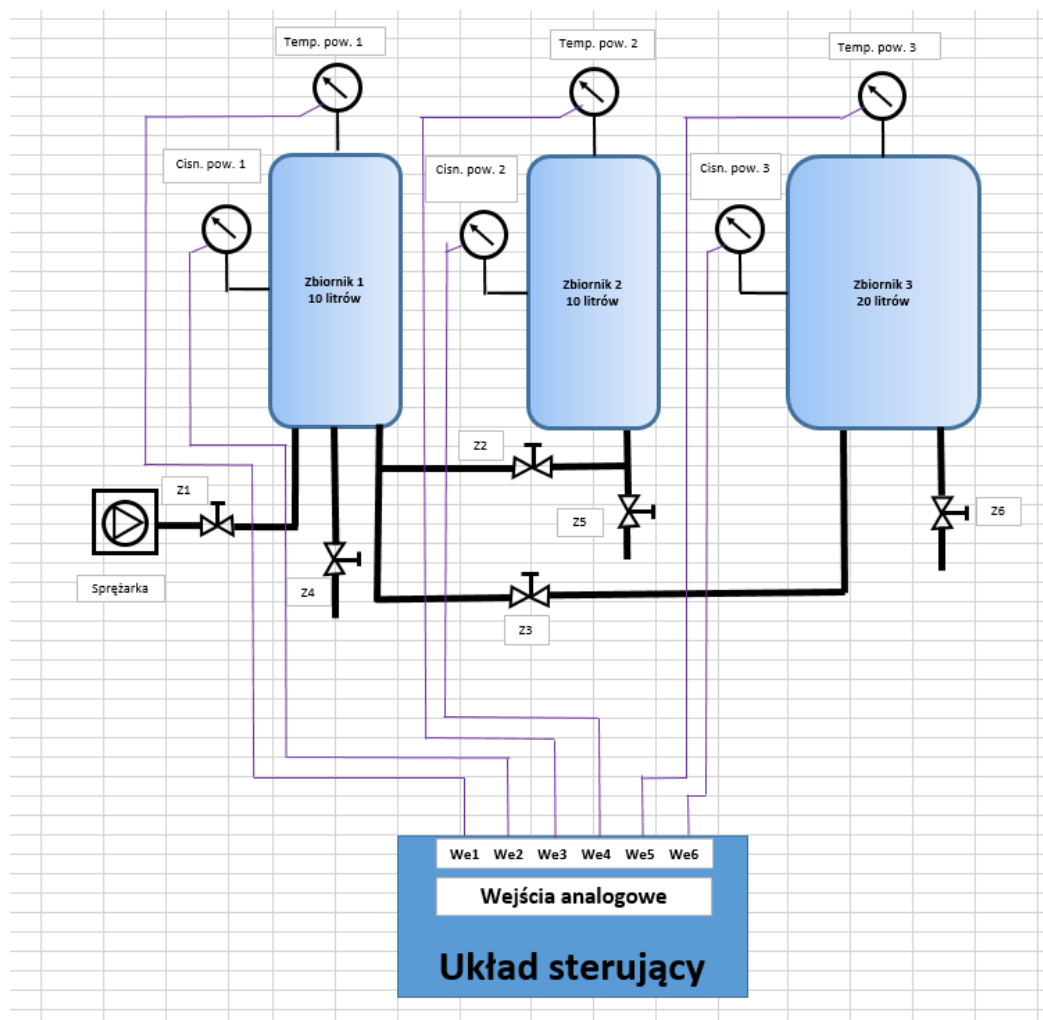 Temp. pow. 1
Temp. pow. 2
Temp. pow. 3
Cisn. pow. 1
Cisn. pow. 2
Cisn. pow. 3
Zbiornik 1
10 litrów
Zbiornik 2
10 litrów
Zbiornik 3
20 litrów
Z2
Z1
Z5
Z6
Sprężarka
Z4
Z3
We1 We2 We3 We4 We5 We6
Wejścia analogowe
Układ sterujący